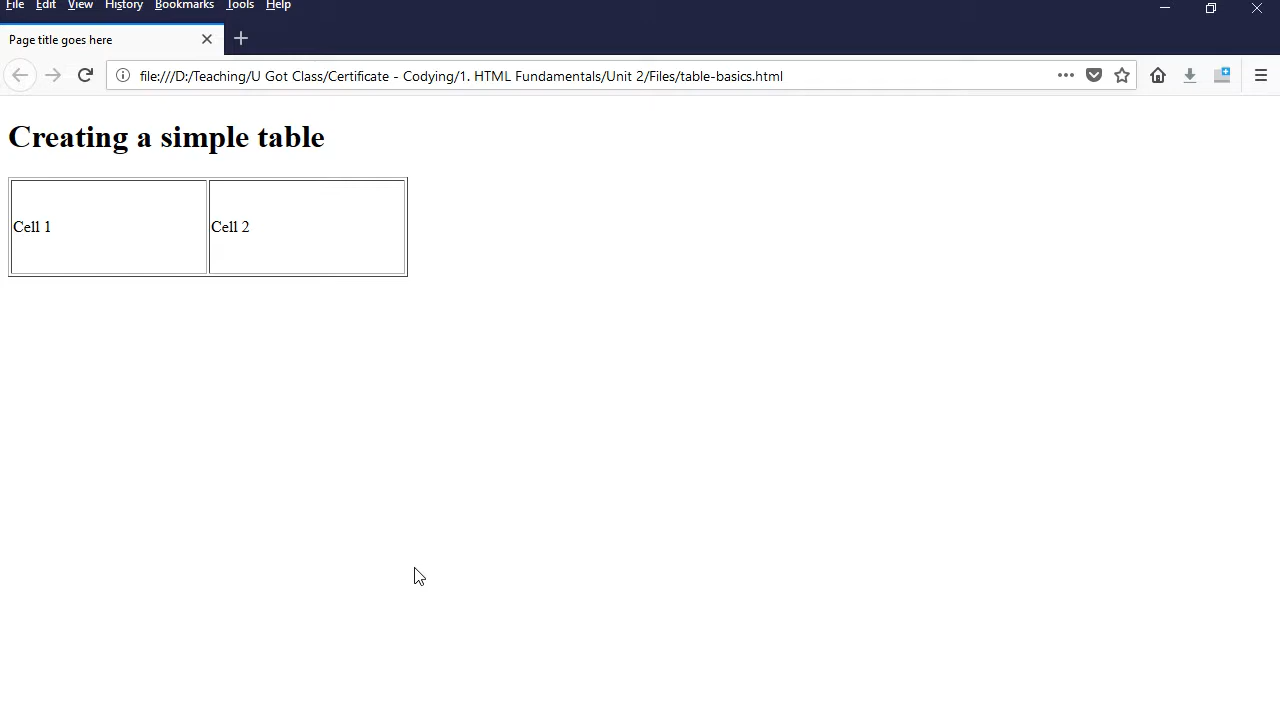 File Edit View History Bookmarks Tools Help
Page title goes here
file:///D:/Teaching/U Got Class/Certificate - Codying/1. HTML Fundamentals/Unit 2/Files/table-basics.html
Creating a simple table
Cell 1 Cell 2